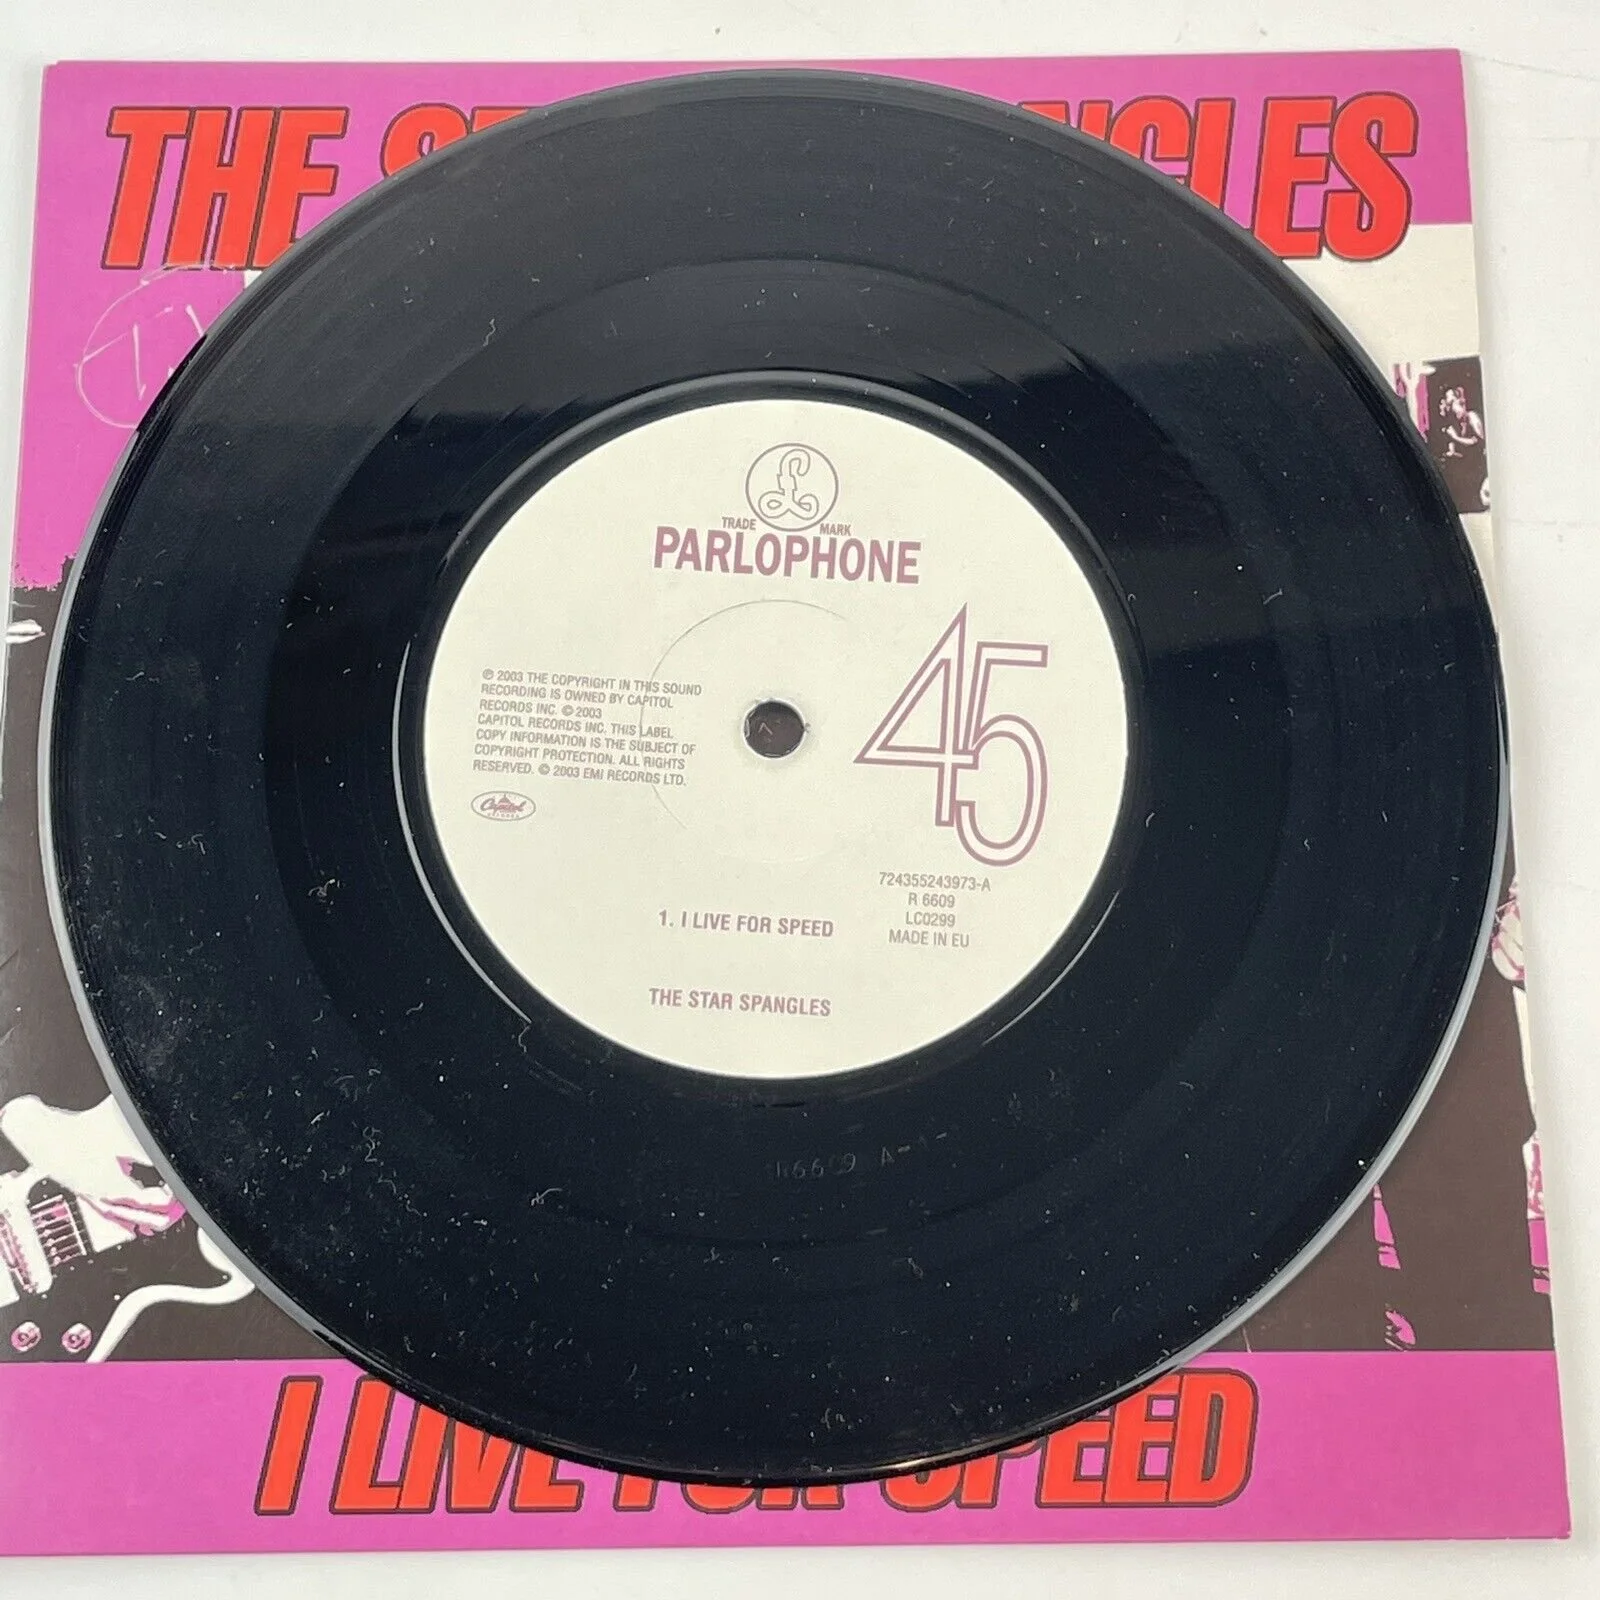 THE S NGLES
TRADE MARK
PARLOPHONE
45
℗ 2003 THE COPYRIGHT IN THIS SOUND
RECORDING IS OWNED BY CAPITOL
RECORDS INC. © 2003
CAPITOL RECORDS INC. THIS LABEL
COPY INFORMATION IS THE SUBJECT OF
COPYRIGHT PROTECTION. ALL RIGHTS
RESERVED. © 2003 EMI RECORDS LTD.
Capitol
RECORDS
724355243973-A
R 6609
LC0299
MADE IN EU
1. I LIVE FOR SPEED
THE STAR SPANGLES
R6609 A-1-
I LIVE FOR SPEED